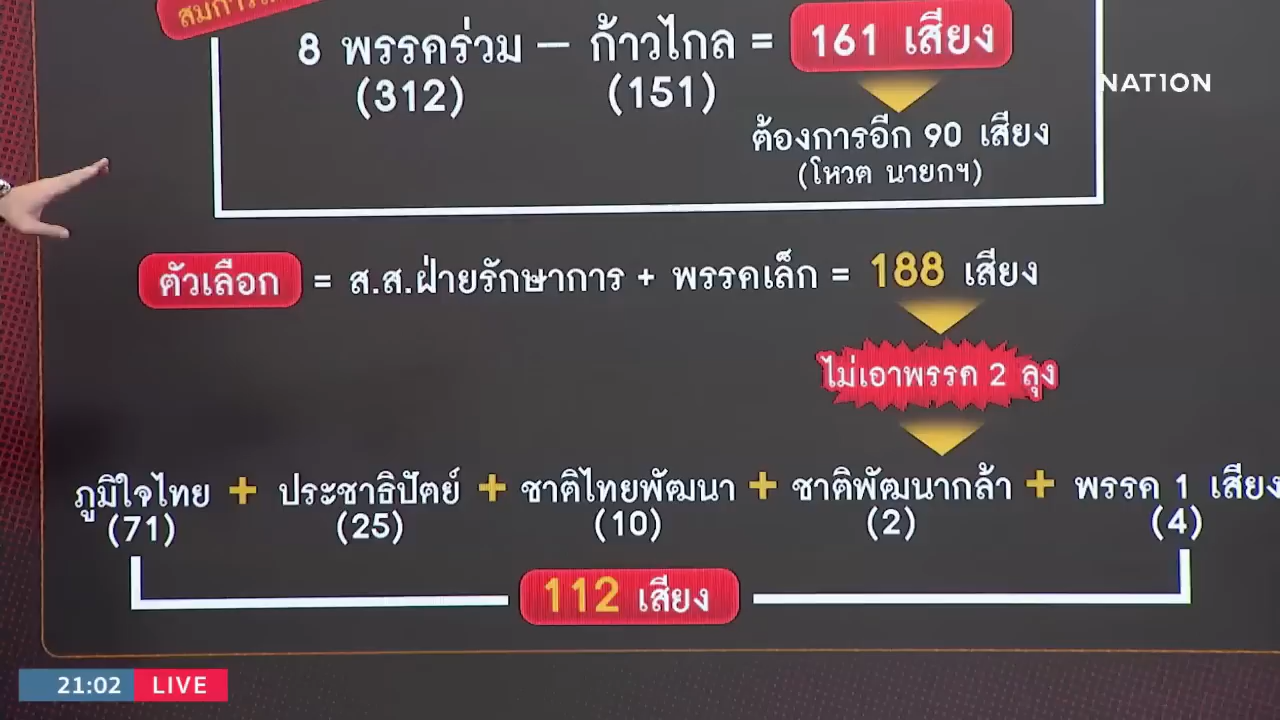 8 พรรคร่วม – ก้าวไกล = 161 เสียง
(312) (151)
NATION
ต้องการอีก 90 เสียง
(โหวต นายกฯ)
ตัวเลือก = ส.ส.ฝ่ายรักษาการ + พรรคเล็ก = 188 เสียง
ไม่เอาพรรค 2 ลุง
ภูมิใจไทย + ประชาธิปัตย์ + ชาติไทยพัฒนา + ชาติพัฒนากล้า + พรรค 1 เสียง
(71) (25) (10) (2) (4)
112 เสียง
21:02 LIVE